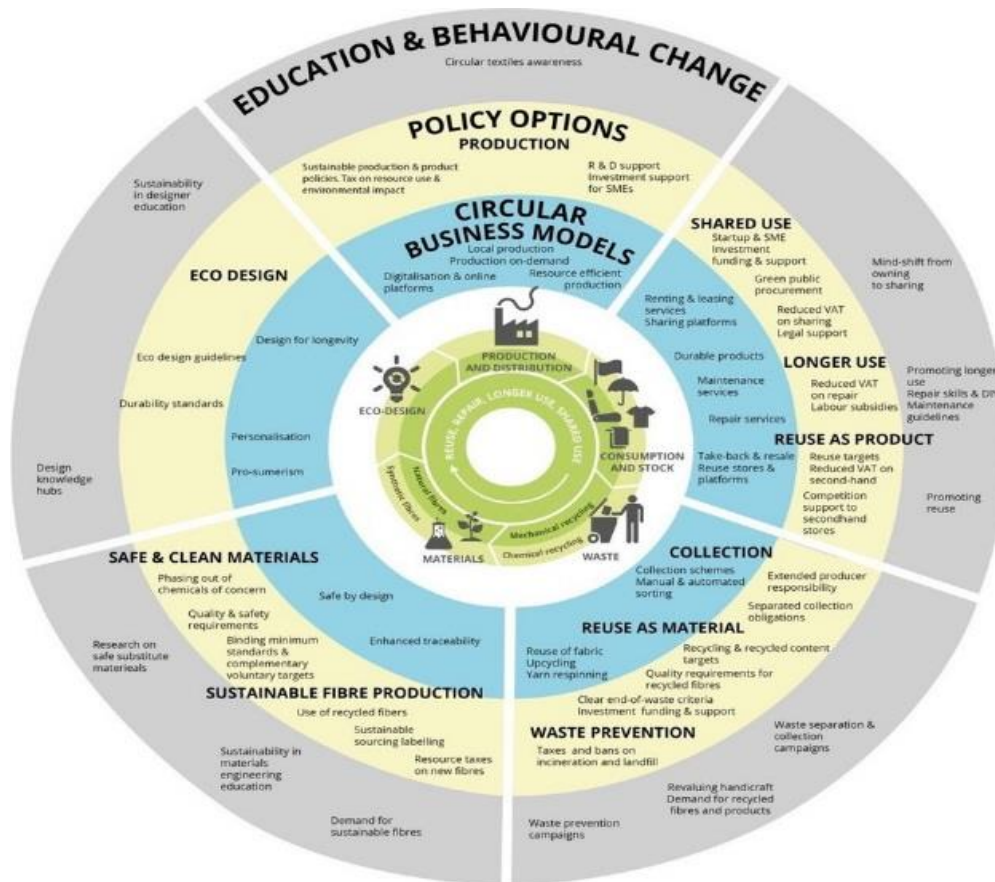 EDUCATION & BEHAVIOURAL CHANGE
Circular textiles awareness
POLICY OPTIONS
PRODUCTION
Sustainable production & product
policies. Tax on resource use &
environmental impact
R & D support
Investment support
for SMEs
CIRCULAR
BUSINESS MODELS
Local production
Production on-demand
Digitalisation & online
platforms
Resource efficient
production
Sustainability
in designer
education
ECO DESIGN
Eco design guidelines
Durability standards
Design for longevity
Personalisation
Pro-sumerism
Design
knowledge
hubs
SHARED USE
Startup & SME
Investment
funding & support
Green public
procurement
Reduced VAT
on sharing
Legal support
Renting & leasing
services
Sharing platforms
Mind-shift from
owning
to sharing
Durable products
LONGER USE
Reduced VAT
on repair
Labour subsidies
Maintenance
services
Repair services
Promoting longer
use
Repair skills & DI
Maintenance
guidelines
REUSE AS PRODUCT
Reuse targets
Reduced VAT on
second-hand
Competition
support to
secondhand
stores
Take-back & resale
Reuse stores &
platforms
Promoting
reuse
PRODUCTION
AND DISTRIBUTION
ECO-DESIGN
REUSE, REPAIR, LONGER USE, SHARED USE
CONSUMPTION
AND STOCK
Natural fibres
Synthetic fibres
Mechanical recycling
Chemical recycling
MATERIALS
WASTE
SAFE & CLEAN MATERIALS
Phasing out of
chemicals of concern
Quality & safety
requirements
Binding minimum
standards &
complementary
voluntary targets
Safe by design
Enhanced traceability
Research on
safe substitute
materieals
SUSTAINABLE FIBRE PRODUCTION
Use of recycled fibers
Sustainable
sourcing labelling
Resource taxes
on new fibres
Sustainability in
materials
engineering
education
Demand for
sustainable fibres
COLLECTION
Collection schemes
Manual & automated
sorting
Extended producer
responsibility
Separated collection
obligations
REUSE AS MATERIAL
Reuse of fabric
Upcycling
Yarn respinning
Recycling & recycled content
targets
Quality requirements for
recycled fibres
Clear end-of-waste criteria
Investment funding & support
WASTE PREVENTION
Taxes and bans on
incineration and landfill
Waste separation &
collection
campaigns
Revaluing handicraft
Demand for recycled
fibres and products
Waste prevention
campaigns